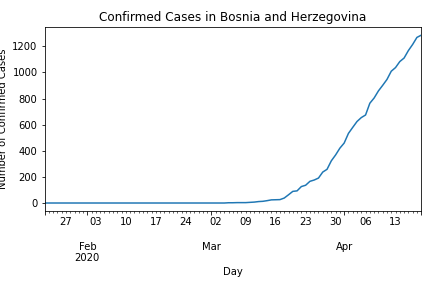 Confirmed Cases in Bosnia and Herzegovina
Number of Confirmed Cases
1200
1000
800
600
400
200
0
27 03 10 17 24 02 09 16 23 30 06 13
Feb Mar Apr
2020
Day